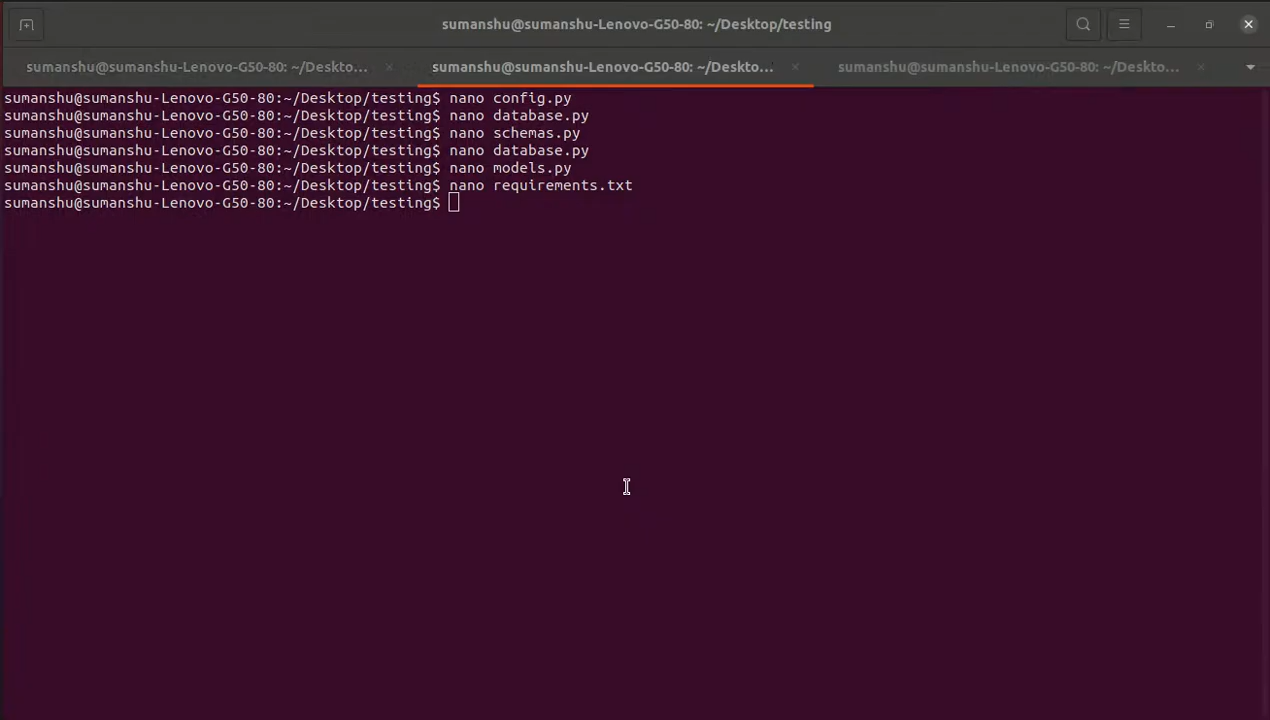 sumanshu@sumanshu-Lenovo-G50-80: ~/Desktop/testing
sumanshu@sumanshu-Lenovo-G50-80: ~/Deskto... sumanshu@sumanshu-Lenovo-G50-80: ~/Deskto... sumanshu@sumanshu-Lenovo-G50-80: ~/Deskto...
sumanshu@sumanshu-Lenovo-G50-80:~/Desktop/testing$ nano config.py
sumanshu@sumanshu-Lenovo-G50-80:~/Desktop/testing$ nano database.py
sumanshu@sumanshu-Lenovo-G50-80:~/Desktop/testing$ nano schemas.py
sumanshu@sumanshu-Lenovo-G50-80:~/Desktop/testing$ nano database.py
sumanshu@sumanshu-Lenovo-G50-80:~/Desktop/testing$ nano models.py
sumanshu@sumanshu-Lenovo-G50-80:~/Desktop/testing$ nano requirements.txt
sumanshu@sumanshu-Lenovo-G50-80:~/Desktop/testing$